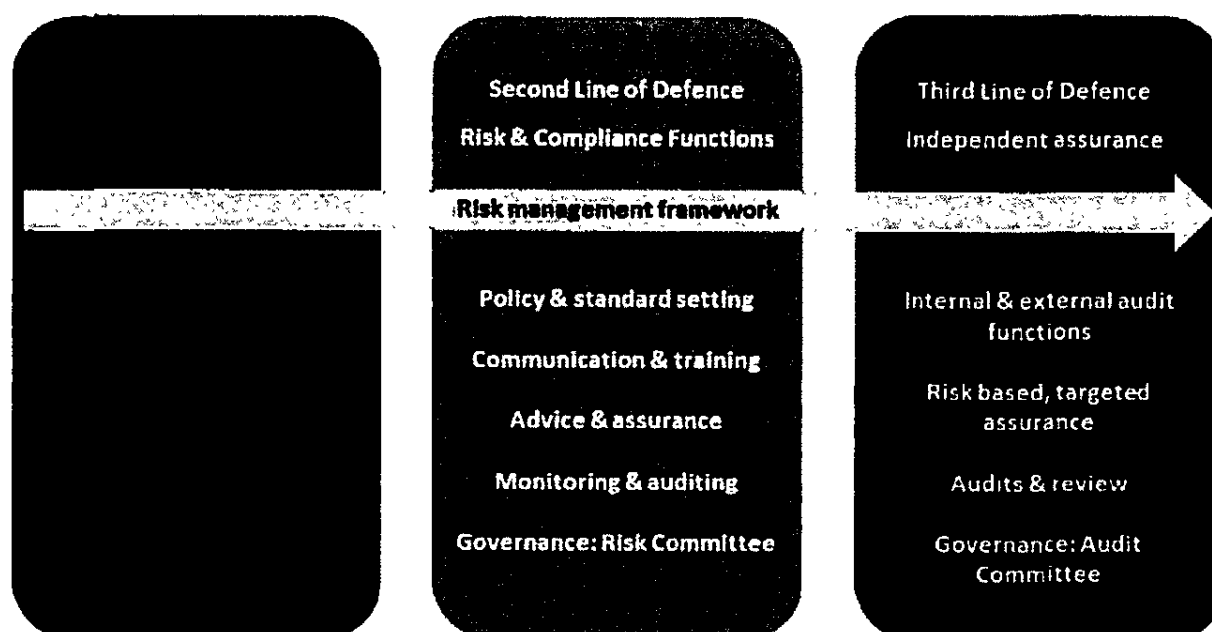 Second Line of Defence
Risk & Compliance Functions
Risk management framework
Policy & standard setting
Communication & training
Advice & assurance
Monitoring & auditing
Governance: Risk Committee
Third Line of Defence
Independent assurance
Internal & external audit
functions
Risk based, targeted
assurance
Audits & review
Governance: Audit
Committee